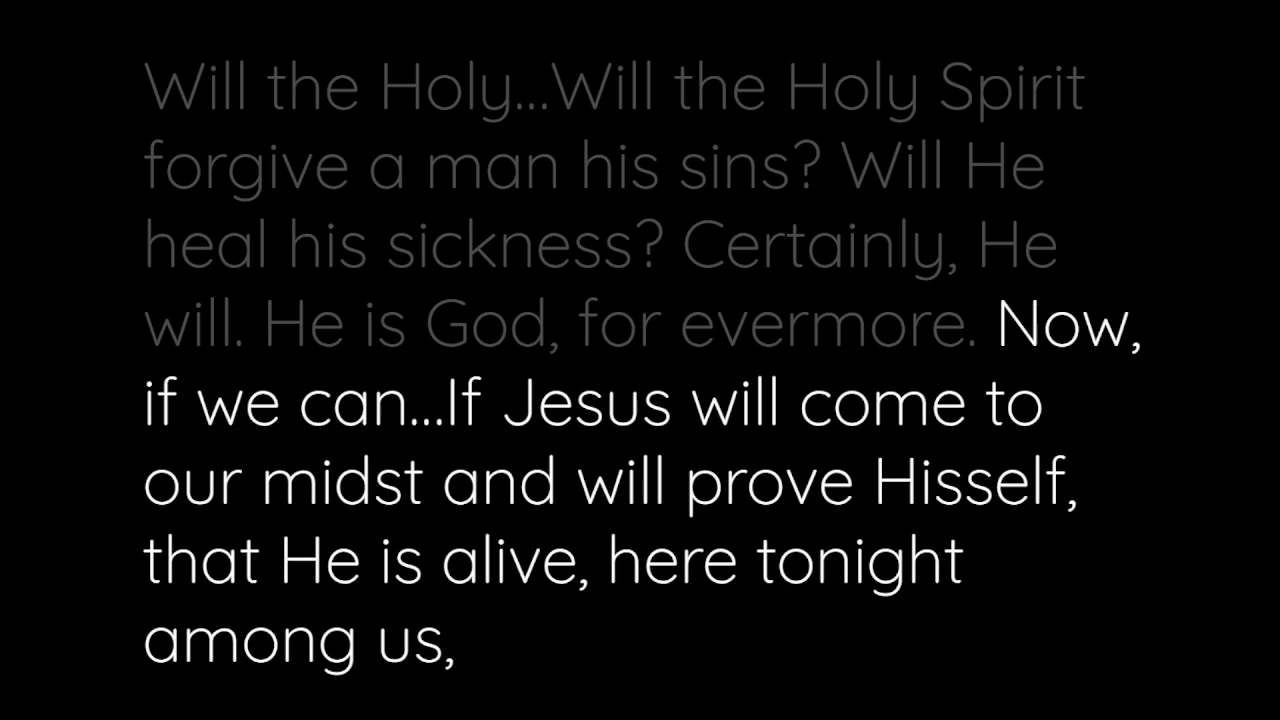 Will the Holy...Will the Holy Spirit
forgive a man his sins? Will He
heal his sickness? Certainly, He
will. He is God, for evermore. Now,
if we can...If Jesus will come to
our midst and will prove Hisself,
that He is alive, here tonight
among us,